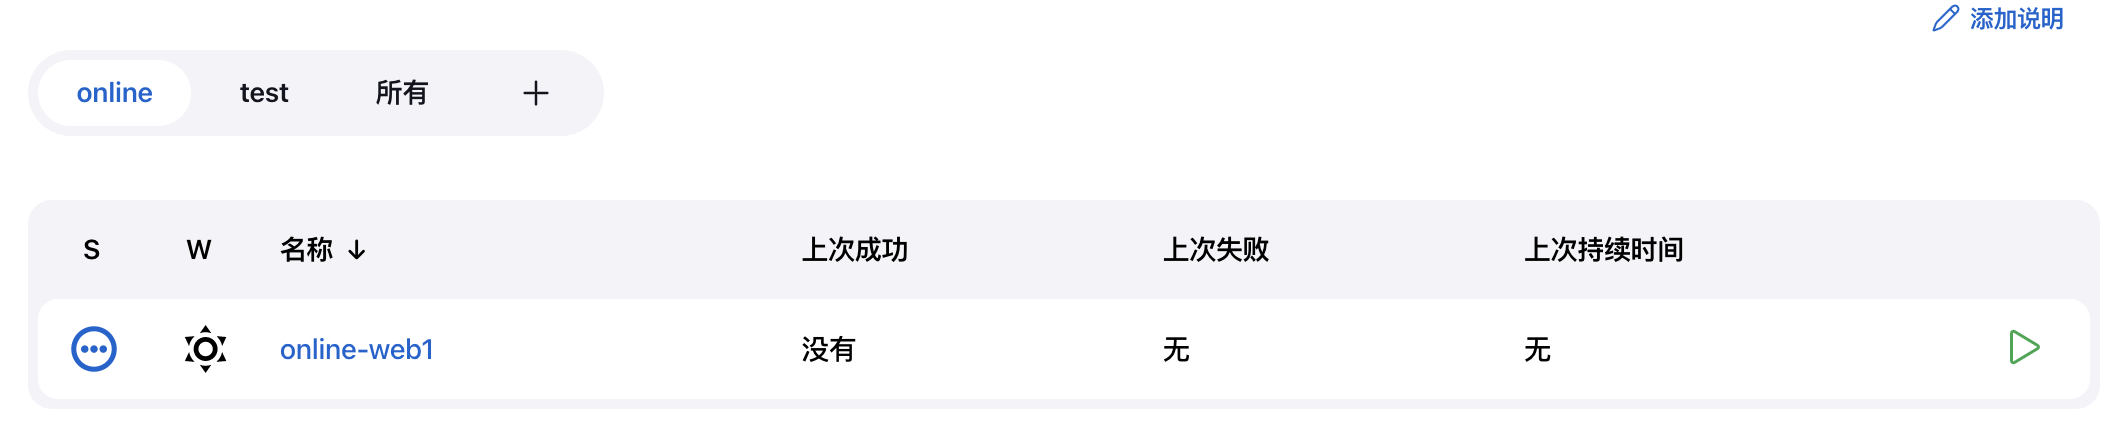 添加说明
online test 所有 +
S W 名称 ↓ 上次成功 上次失败 上次持续时间
online-web1 没有 无 无